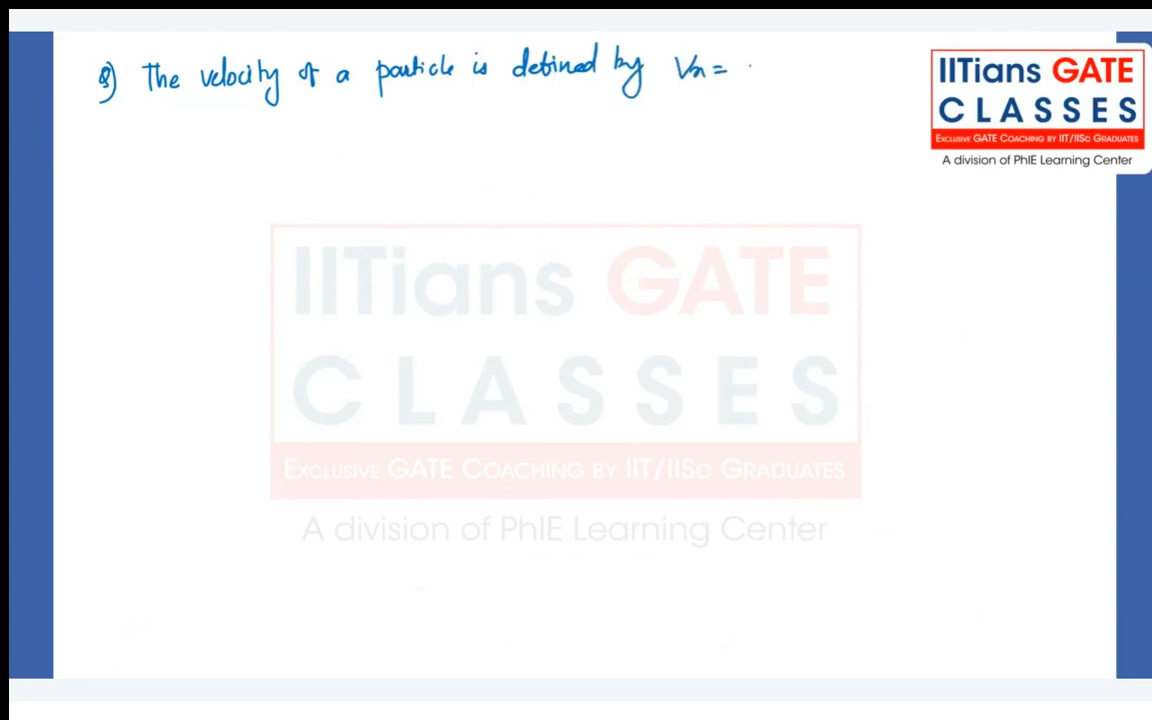 Q) The velocity of a particle is defined by Vx =
IITians GATE
CLASSES
EXCLUSIVE GATE COACHING BY IIT/IISC GRADUATES
A division of PhIE Learning Center
IITians GATE
CLASSES
EXCLUSIVE GATE COACHING BY IIT/IISC GRADUATES
A division of PhIE Learning Center